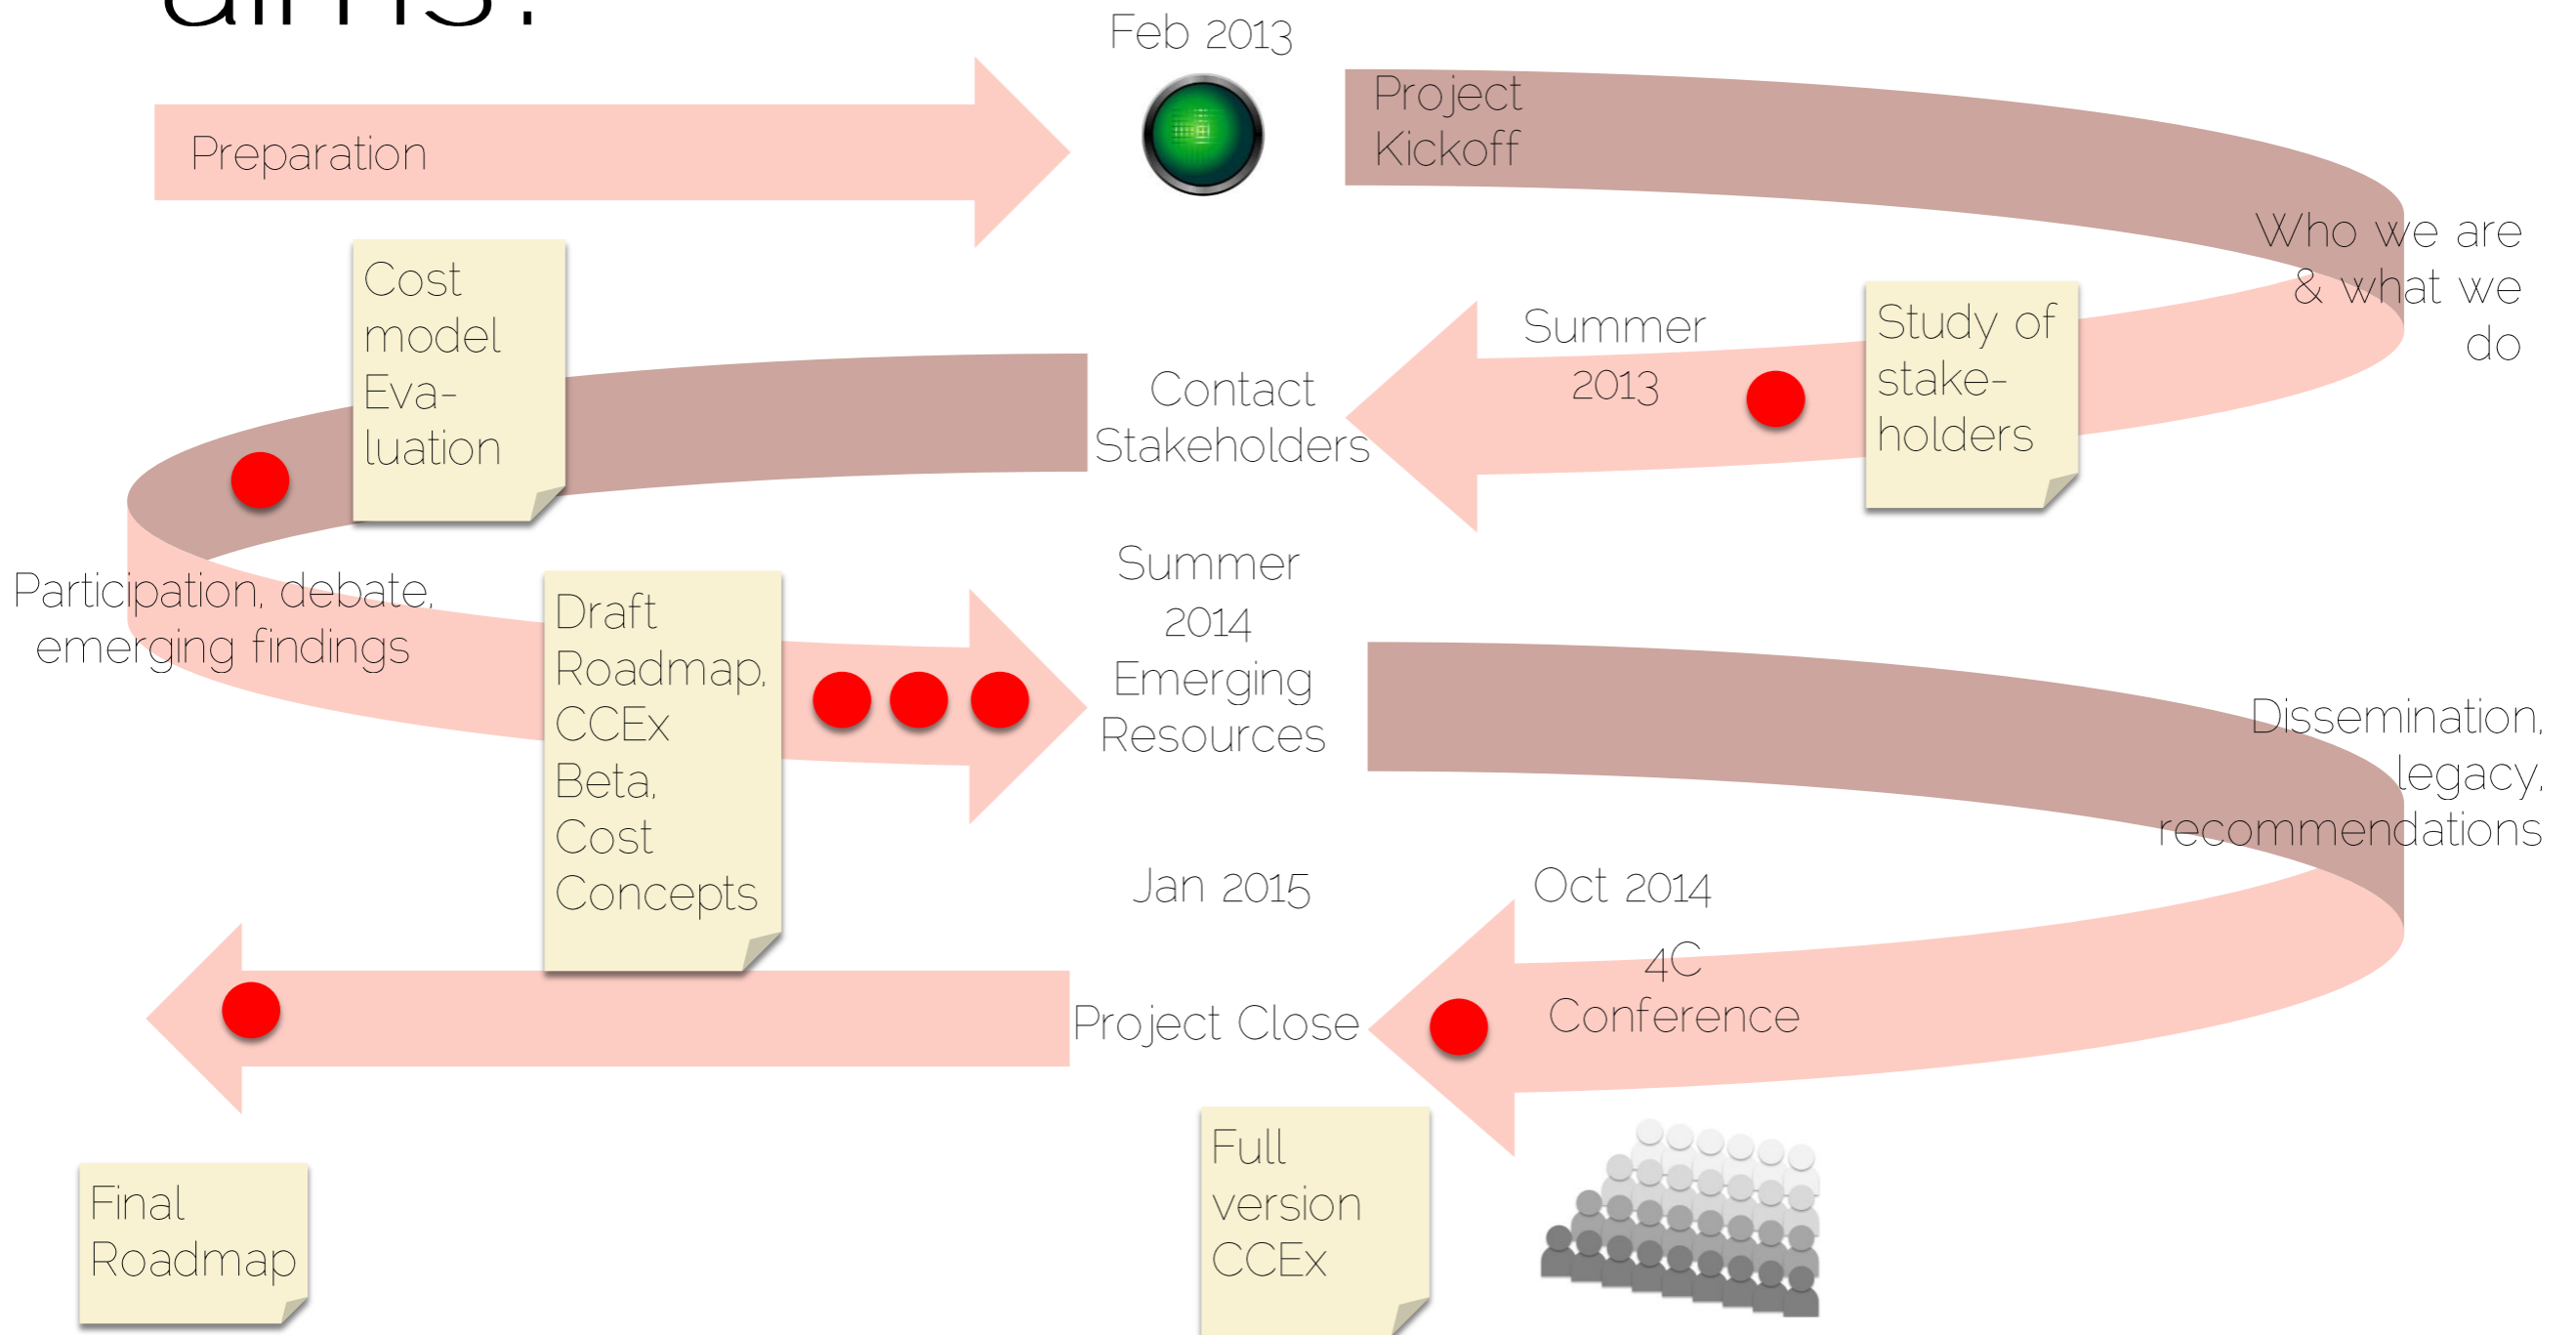 aims?
Feb 2013
Preparation
Project
Kickoff
Who we are
& what we
do
Study of
stake-
holders
Summer
2013
Contact
Stakeholders
Cost
model
Eva-
luation
Participation, debate,
emerging findings
Draft
Roadmap,
CCEx
Beta,
Cost
Concepts
Summer
2014
Emerging
Resources
Dissemination,
legacy,
recommendations
Oct 2014
4C
Conference
Jan 2015
Project Close
Full
version
CCEx
Final
Roadmap